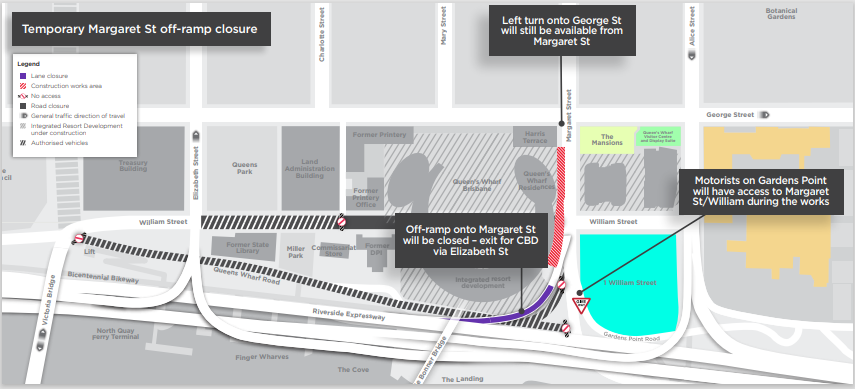 Temporary Margaret St off-ramp closure
Legend
Lane closure
Construction works area
No access
Road closure
General traffic direction of travel
Integrated Resort Development
under construction
Authorised vehicles
Left turn onto George St
will still be available from
Margaret St
Botanical
Gardens
Charlotte Street
Mary Street
Margaret Street
Alice Street
George Street
Treasury
Building
Elizabeth Street
Queens
Park
Land
Administration
Building
Former Printery
Former
Printery
Office
Harris
Terrace
Queen's Wharf
Brisbane
Queen's
Wharf
Residences
The
Mansions
Queen's Wharf
Visitor Centre
and Display Suite
Motorists on Gardens Point
will have access to Margaret
St/William during the works
William Street
William Street
Off-ramp onto Margaret St
will be closed – exit for CBD
via Elizabeth St
Former State
Library
Miller
Park
Commissariat
Store
Former
DPI
Integrated resort
development
Lift
Queens Wharf Road
Bicentennial Bikeway
Riverside Expressway
Victoria Bridge
1 William Street
Gardens Point Road
North Quay
Ferry Terminal
Finger Wharves
The Cove
The Landing
e Bonner Bridge
cil